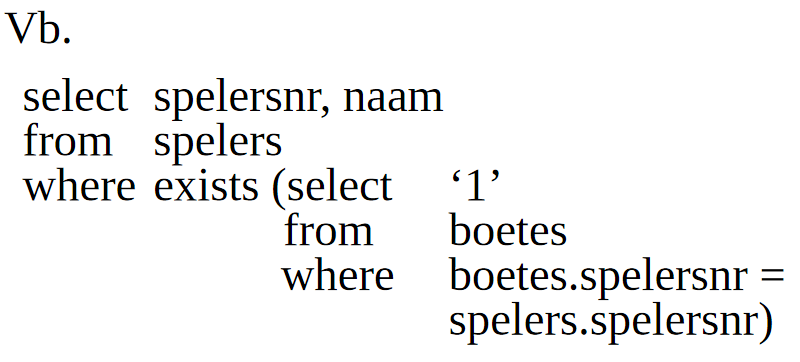 Vb.
select spelersnr, naam
from spelers
where exists (select ‘1’
from boetes
where boetes.spelersnr =
spelers.spelersnr)